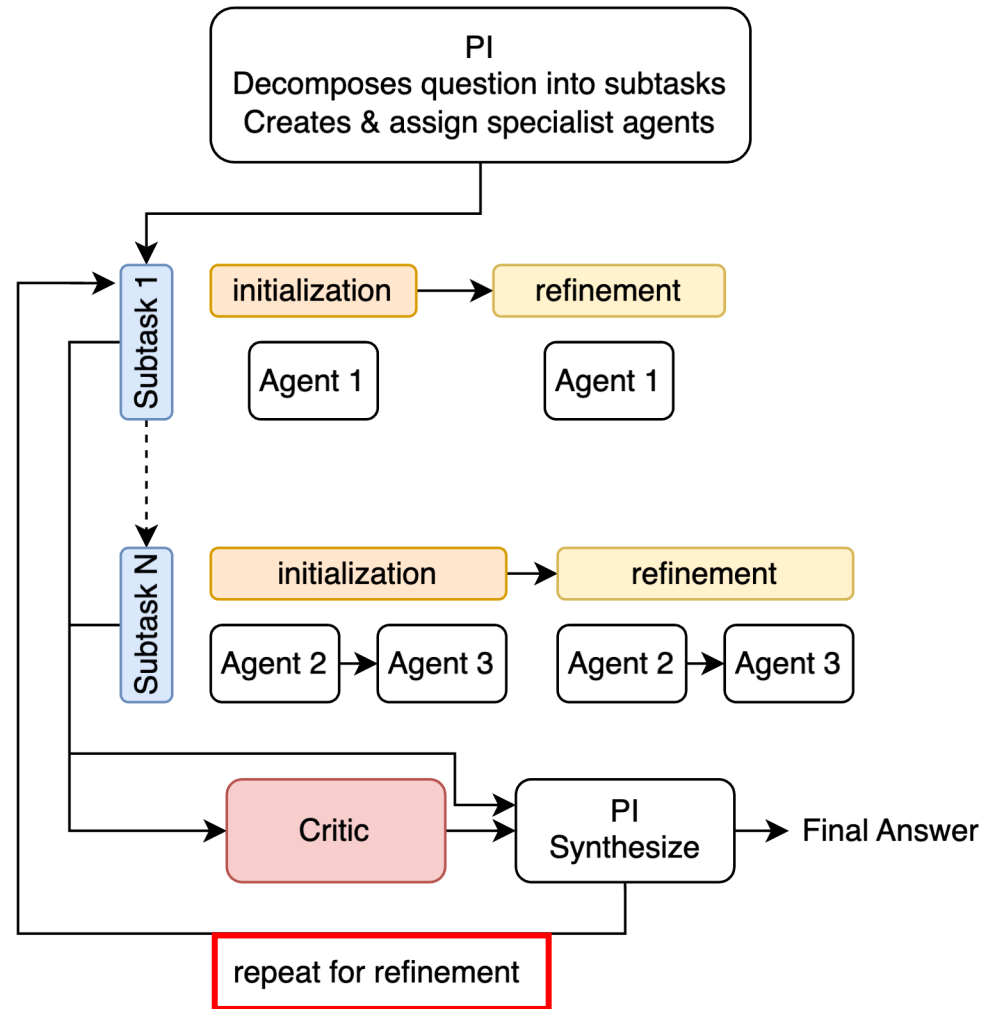 PI
Decomposes question into subtasks
Creates & assign specialist agents
Subtask 1
initialization
refinement
Agent 1
Agent 1
Subtask N
initialization
refinement
Agent 2
Agent 3
Agent 2
Agent 3
Critic
PI
Synthesize
Final Answer
repeat for refinement